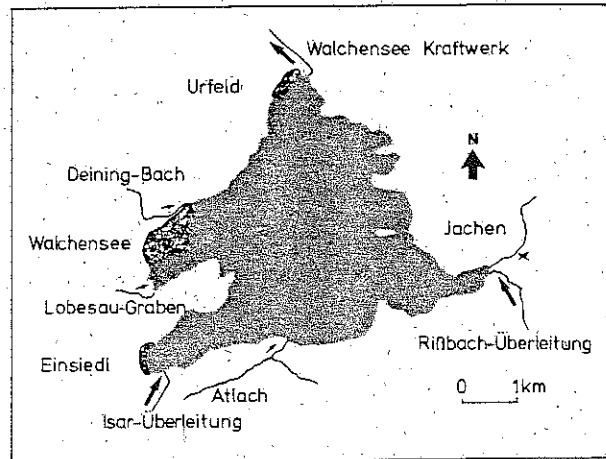 Walchensee Kraftwerk
Urfeld
N
Deining-Bach
Walchensee
Jachen
Lobesau-Graben
Rißbach-Überleitung
Einsiedl
Atlach
Isar-Überleitung
0 1km